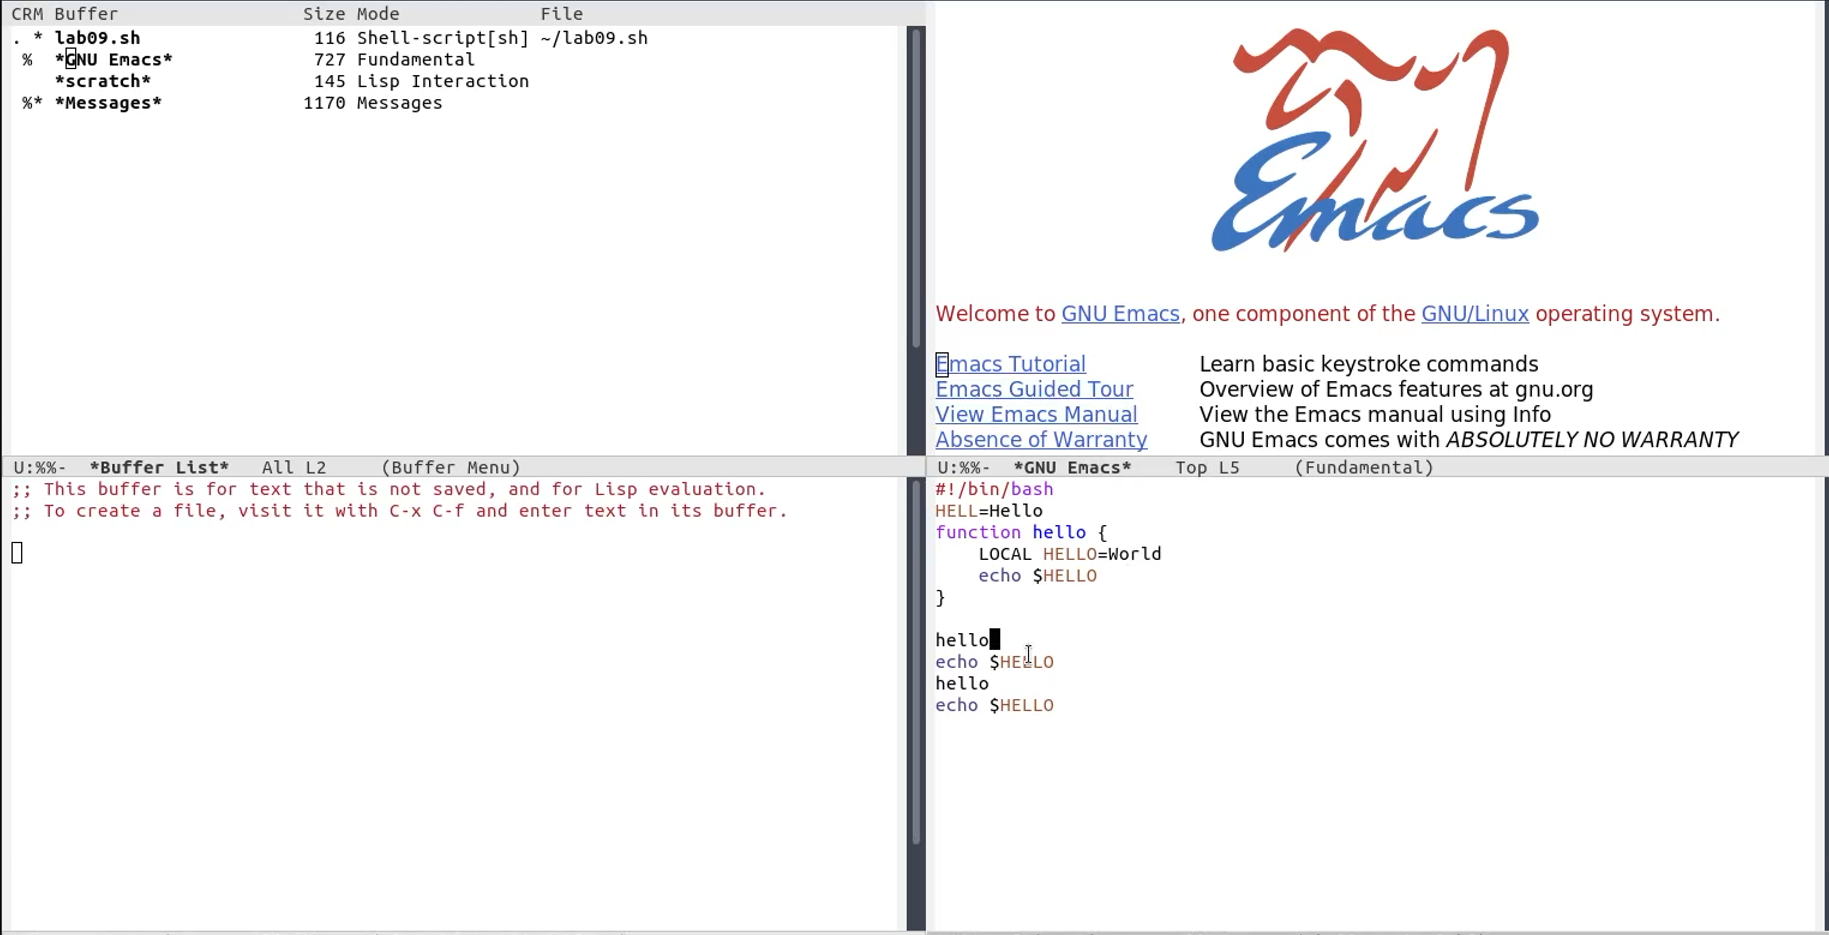 CRM Buffer Size Mode File
. * lab09.sh 116 Shell-script[sh] ~/lab09.sh
% *GNU Emacs* 727 Fundamental
*scratch* 145 Lisp Interaction
%* *Messages* 1170 Messages
U:%%- *Buffer List* All L2 (Buffer Menu)
Emacs
Welcome to GNU Emacs, one component of the GNU/Linux operating system.
Emacs Tutorial Learn basic keystroke commands
Emacs Guided Tour Overview of Emacs features at gnu.org
View Emacs Manual View the Emacs manual using Info
Absence of Warranty GNU Emacs comes with ABSOLUTELY NO WARRANTY
U:%%- *GNU Emacs* Top L5 (Fundamental)
;; This buffer is for text that is not saved, and for Lisp evaluation.
;; To create a file, visit it with C-x C-f and enter text in its buffer.
#!/bin/bash
HELL=Hello
function hello {
LOCAL HELLO=World
echo $HELLO
}
hello
echo $HELLO
hello
echo $HELLO